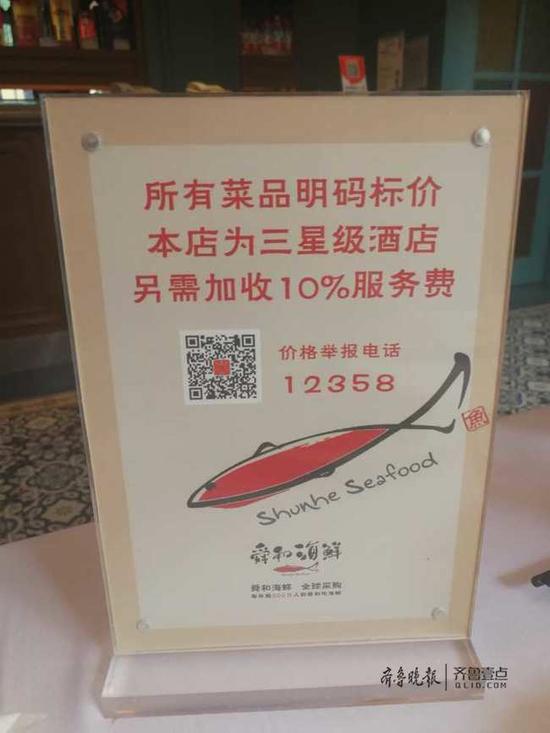 所有菜品明码标价
本店为三星级酒店
另需加收10%服务费
价格举报电话
12358
魚
Shunhe Seafood
舜和海鲜
舜和海鲜 全球采购
齐鲁晚报 齐鲁壹点
QLID.COM